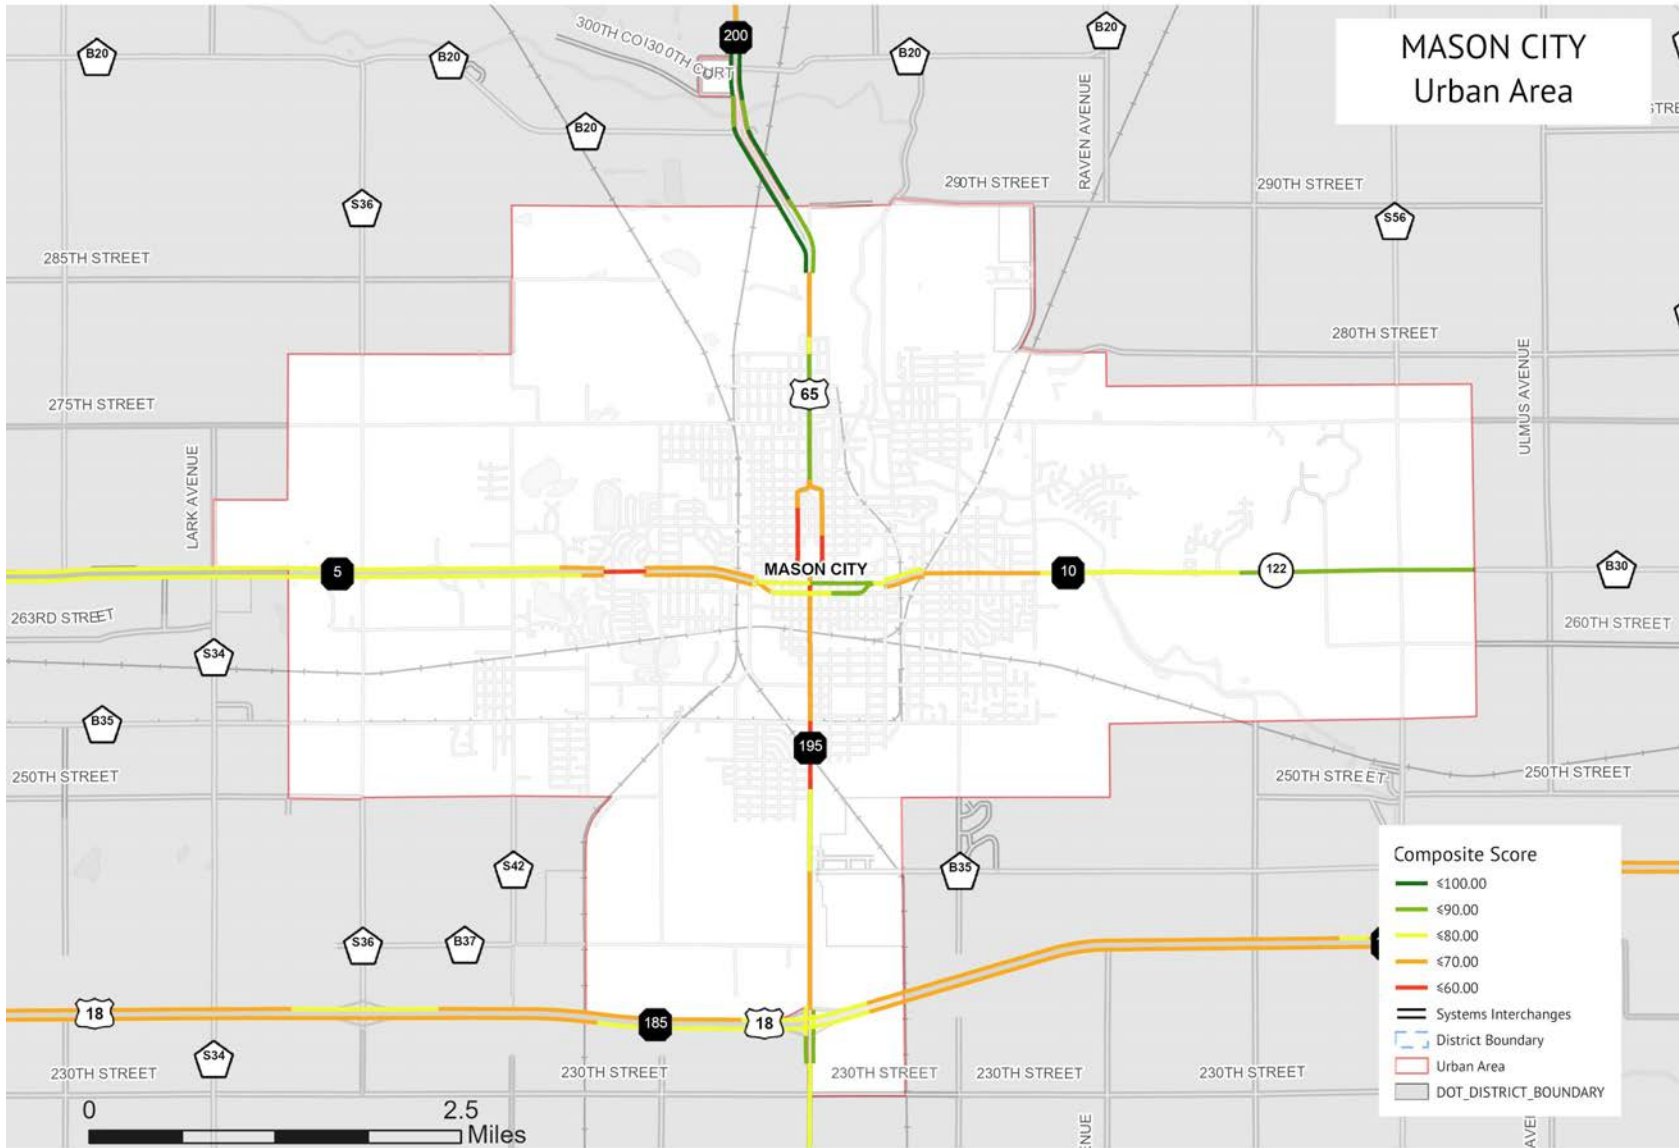 MASON CITY
Urban Area
B20
B20
B20
B20
B20
200
300TH CO
300TH CURT
RAVEN AVENUE
290TH STREET
290TH STREET
S36
S56
285TH STREET
280TH STREET
65
275TH STREET
ULMUS AVENUE
LARK AVENUE
MASON CITY
5
10
122
B30
263RD STREET
260TH STREET
S34
B35
195
250TH STREET
250TH STREET
250TH STREET
S42
B35
S36
B37
18
185
18
S34
230TH STREET
230TH STREET
230TH STREET
230TH STREET
230TH STREET
Composite Score
≤100.00
≤90.00
≤80.00
≤70.00
≤60.00
Systems Interchanges
District Boundary
Urban Area
DOT_DISTRICT_BOUNDARY
0
2.5
Miles